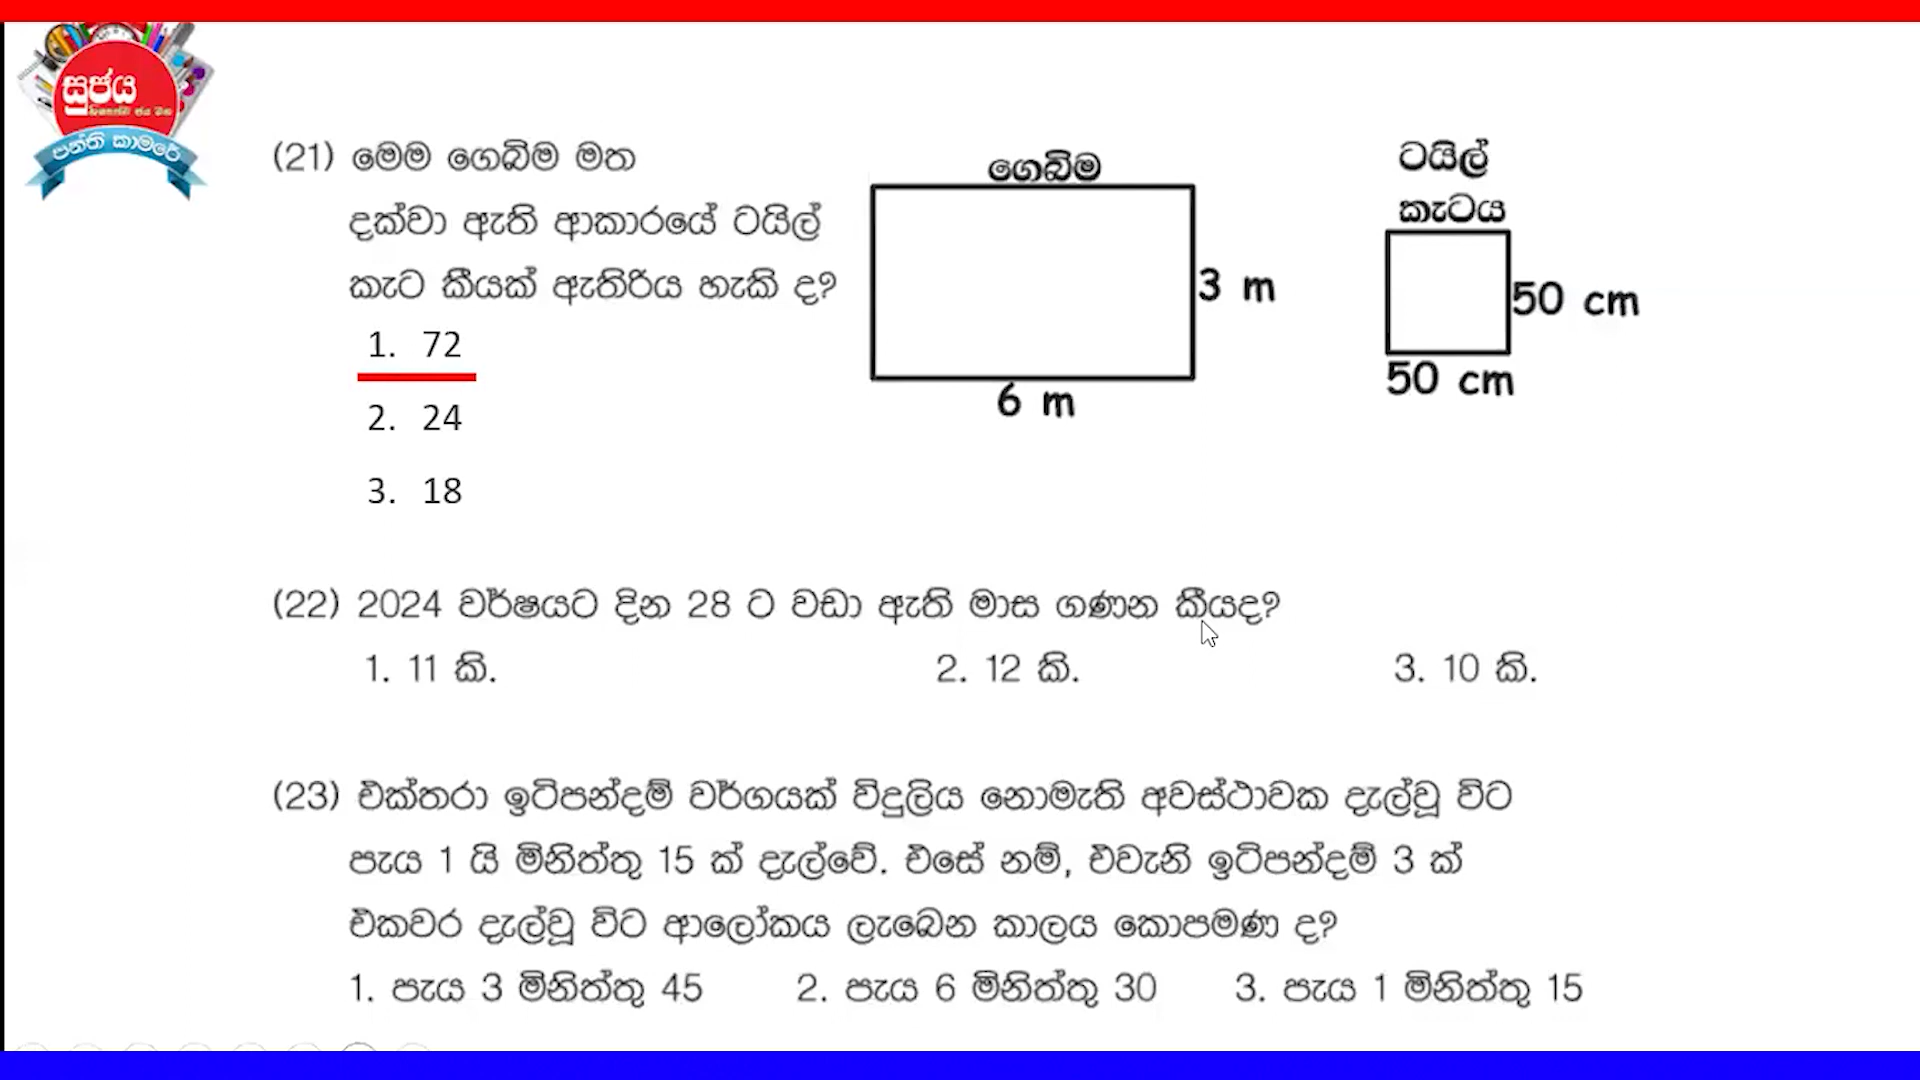 සුජය
පන්ති කාමරේ
(21) මෙම ගෙබිම මත
දක්වා ඇති ආකාරයේ ටයිල්
කැට කීයක් ඇතිරිය හැකි ද?
1. 72
2. 24
3. 18
ගෙබිම
3 m
6 m
ටයිල්
කැටය
50 cm
50 cm
(22) 2024 වර්ෂයට දින 28 ට වඩා ඇති මාස ගණන කීයද?
1. 11 කි. 2. 12 කි. 3. 10 කි.
(23) එක්තරා ඉටිපන්දම් වර්ගයක් විදුලිය නොමැති අවස්ථාවක දැල්වූ විට
පැය 1 යි මිනිත්තු 15 ක් දැල්වේ. එසේ නම්, එවැනි ඉටිපන්දම් 3 ක්
එකවර දැල්වූ විට ආලෝකය ලැබෙන කාලය කොපමණ ද?
1. පැය 3 මිනිත්තු 45 2. පැය 6 මිනිත්තු 30 3. පැය 1 මිනිත්තු 15